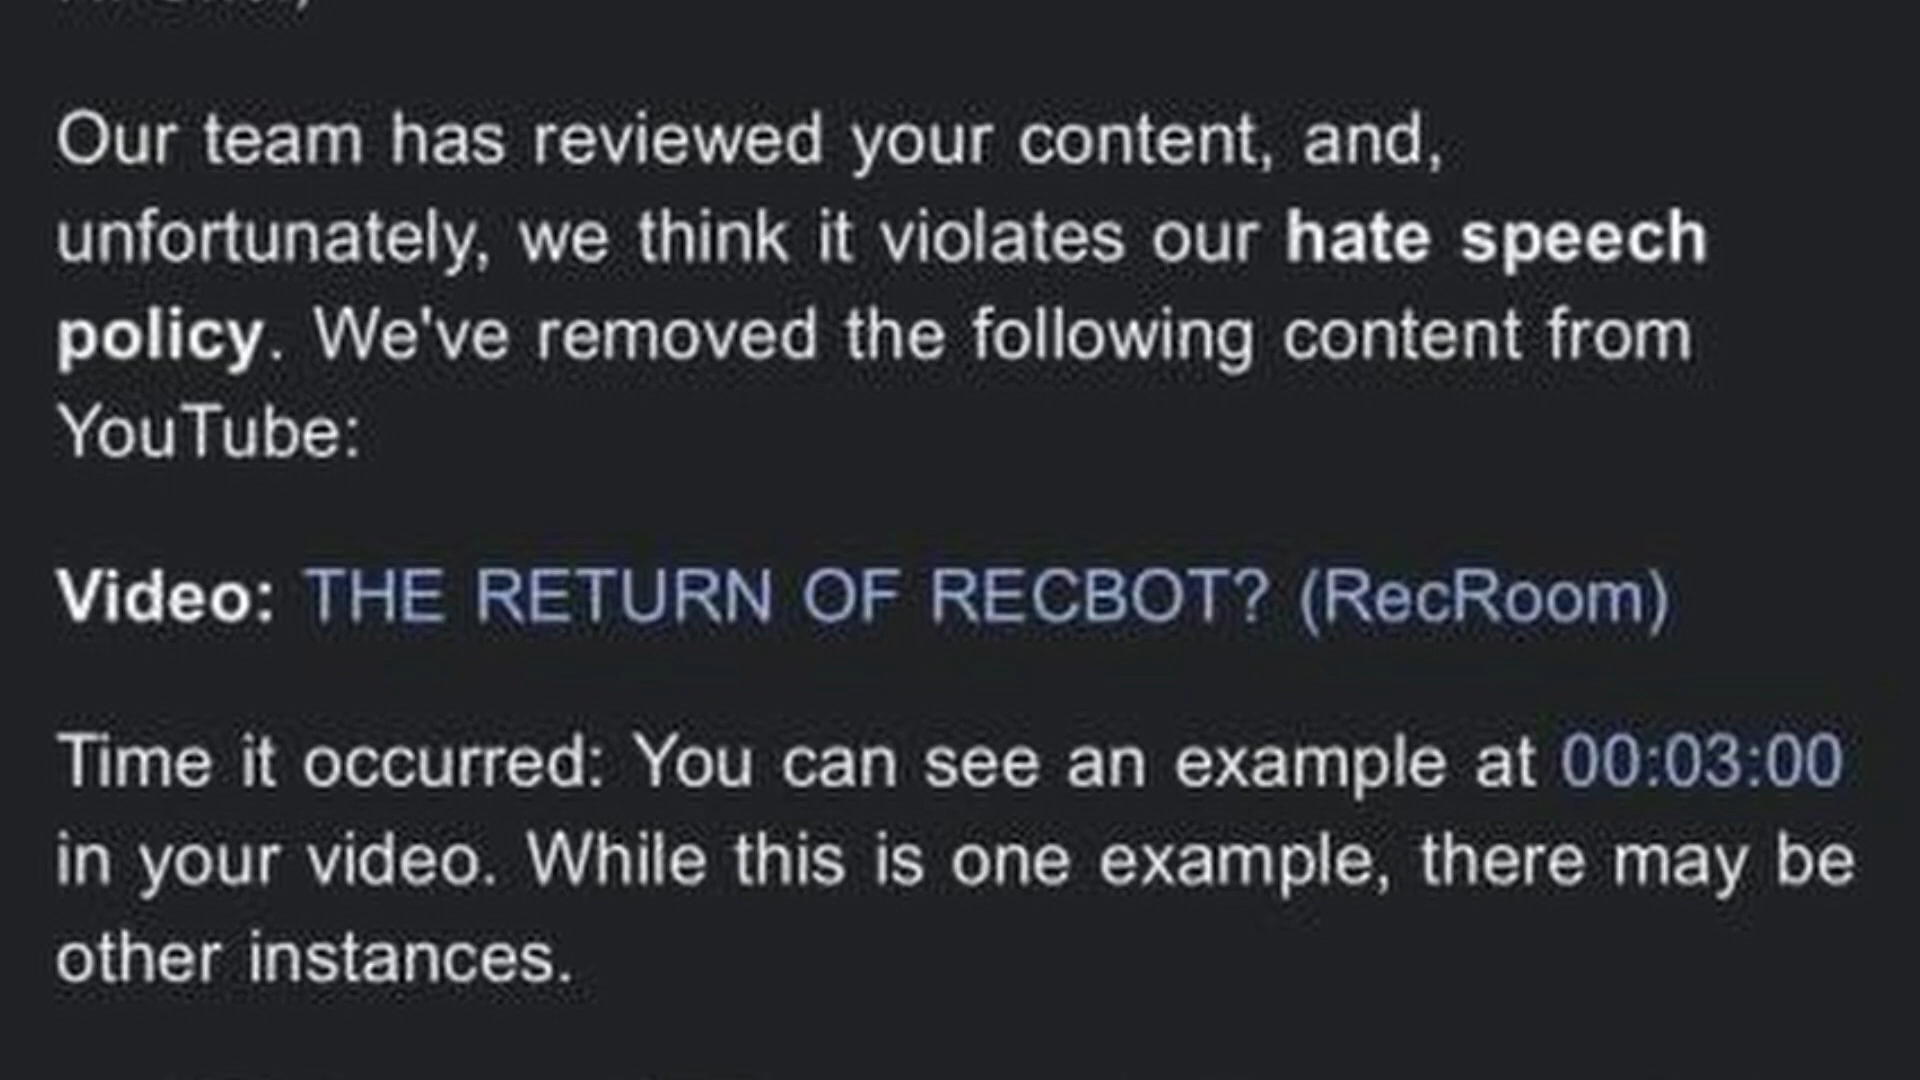 Our team has reviewed your content, and,
unfortunately, we think it violates our hate speech
policy. We've removed the following content from
YouTube:
Video: THE RETURN OF RECBOT? (RecRoom)
Time it occurred: You can see an example at 00:03:00
in your video. While this is one example, there may be
other instances.